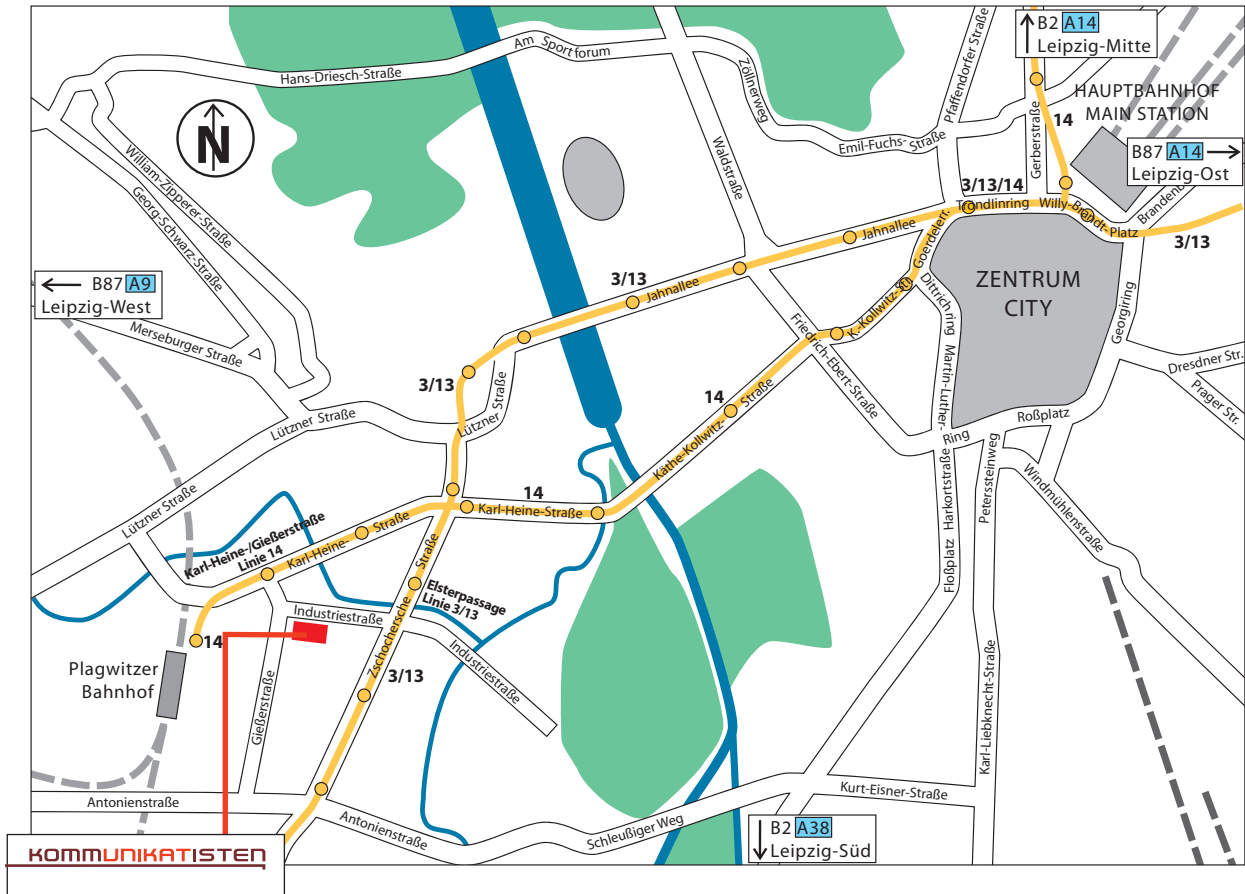 B2 A14
Leipzig-Mitte
HAUPTBAHNHOF
MAIN STATION
B87 A14
Leipzig-Ost
Am Sportforum
Hans-Driesch-Straße
Zöllnerweg
Pfaffendorfer Straße
Emil-Fuchs-
Straße
Gerberstraße
14
Waldstraße
N
William-Zipperer-Straße
Georg-Schwarz-Straße
3/13/14
Tröndlinring
Willy-Brandt-Platz
3/13
Goerdelerr.
Jahnallee
3/13
Jahnallee
B87 A9
Leipzig-West
Merseburger Straße
ZENTRUM
CITY
Dittrichring
K.-Kollwitz-Str.
Georgiring
Friedrich-Ebert-Straße
Martin-Luther-
Ring
Roßplatz
Dresdner Str.
Prager Str.
3/13
Lützner Straße
Lützner Straße
Lützner Straße
14
Käthe-Kollwitz-
Straße
14
Karl-Heine-Straße
Karl-Heine-
Straße
Karl-Heine-/Gießerstraße
Linie 14
Elsterpassage
Linie 3/13
Zschochersche
Straße
3/13
Industriestraße
Industriestraße
14
Plagwitzer
Bahnhof
Gießerstraße
Floßplatz
Harkortstraße
Peterssteinweg
Windmühlenstraße
Karl-Liebknecht-Straße
Kurt-Eisner-Straße
Antonienstraße
Antonienstraße
Schleußiger Weg
B2 A38
Leipzig-Süd
KOMMUNIKATISTEN